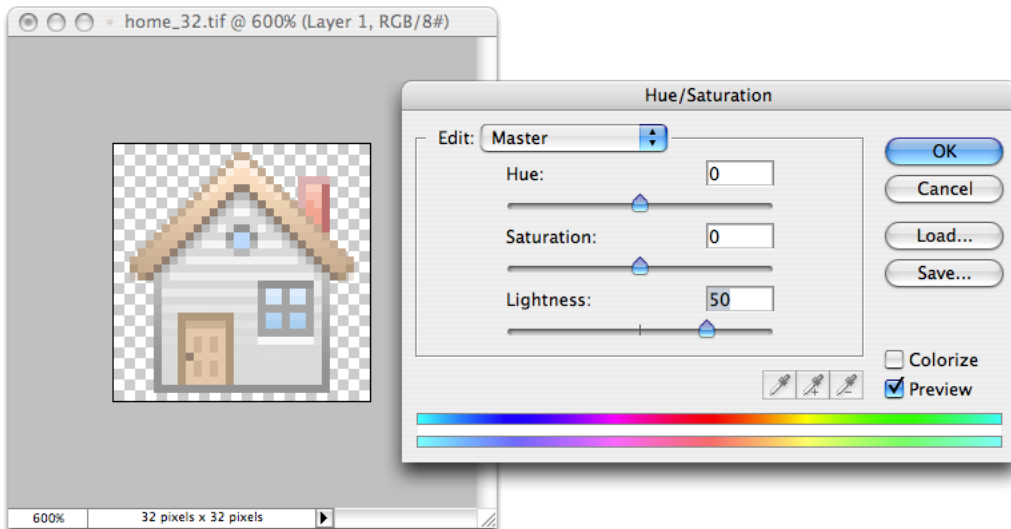 home_32.tif @ 600% (Layer 1, RGB/8#)
Hue/Saturation
Edit: Master
Hue: 0
Saturation: 0
Lightness: 50
OK
Cancel
Load...
Save...
Colorize
Preview
600% 32 pixels x 32 pixels